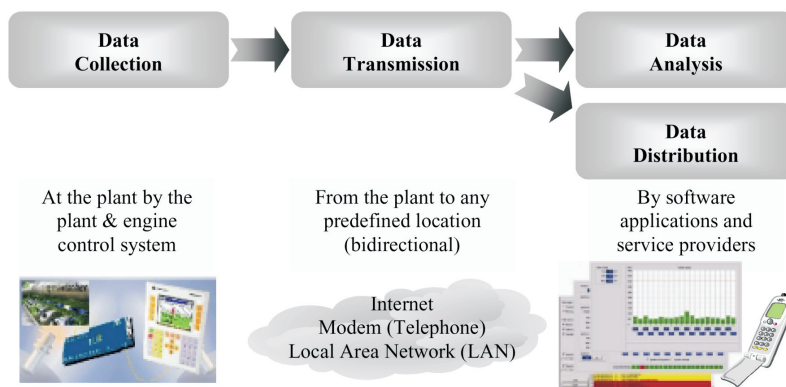 Data
Collection
Data
Transmission
Data
Analysis
Data
Distribution
At the plant by the
plant & engine
control system
From the plant to any
predefined location
(bidirectional)
By software
applications and
service providers
Internet
Modem (Telephone)
Local Area Network (LAN)